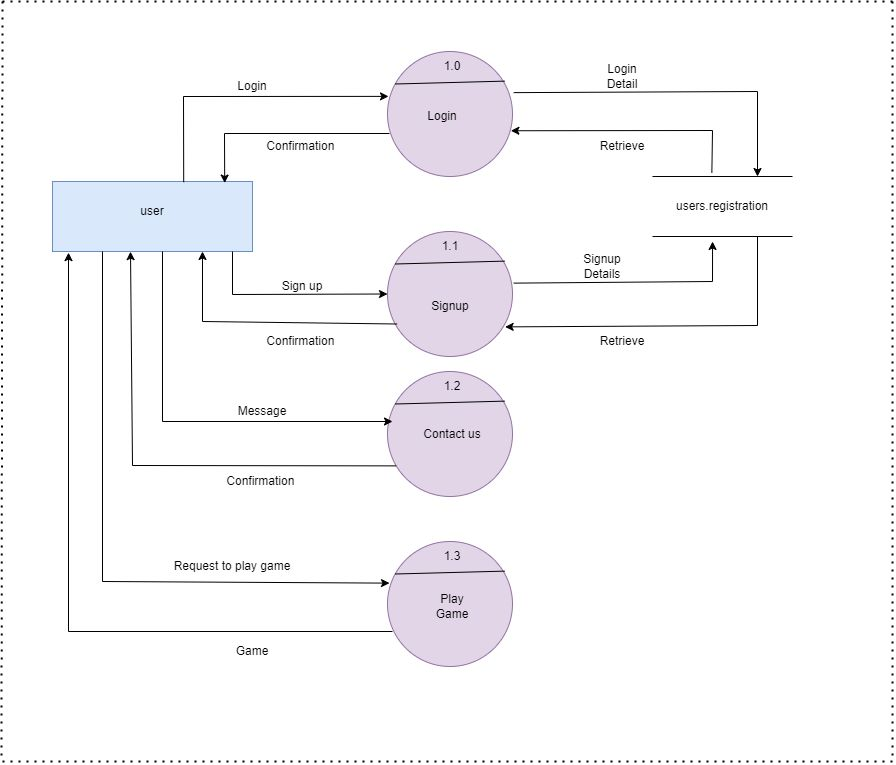 1.0
Login
Login
Detail
Login
Confirmation
Retrieve
user
users.registration
1.1
Signup
Details
Sign up
Signup
Confirmation
Retrieve
1.2
Message
Contact us
Confirmation
1.3
Request to play game
Play
Game
Game